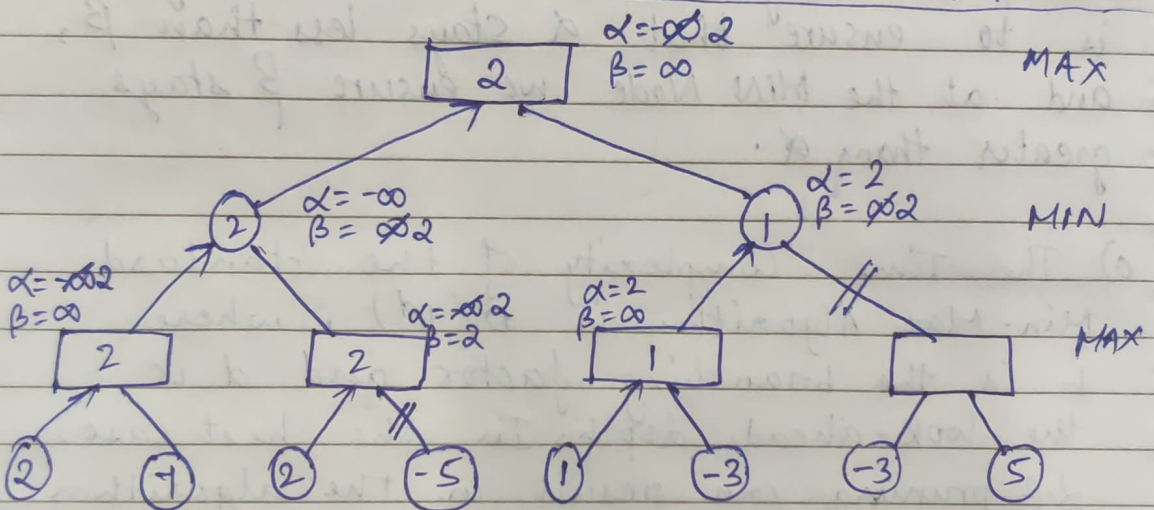 α = -∞ 2
β = ∞
MAX
2
α = -∞
β = ∞ 2
2
α = 2
β = ∞ 2
1
MIN
α = -∞ 2
β = ∞
2
α = -∞ 2
β = 2
2
α = 2
β = ∞
1
MAX
2
-1
2
-5
1
-3
-3
5